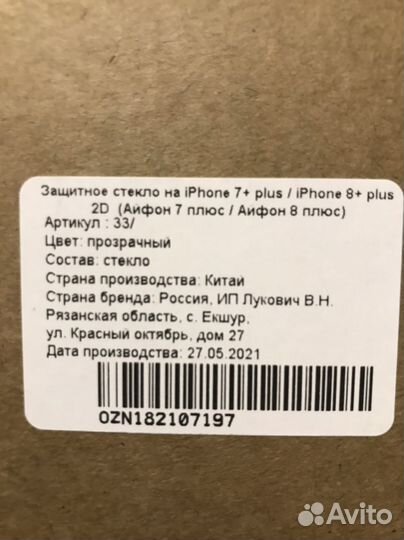 Защитное стекло на iPhone 7+ plus / iPhone 8+ plus
2D (Айфон 7 плюс / Айфон 8 плюс)
Артикул : 33/
Цвет: прозрачный
Состав: стекло
Страна производства: Китай
Страна бренда: Россия, ИП Лукович В.Н.
Рязанская область, с. Екшур,
ул. Красный октябрь, дом 27
Дата производства: 27.05.2021
OZN182107197
Avito